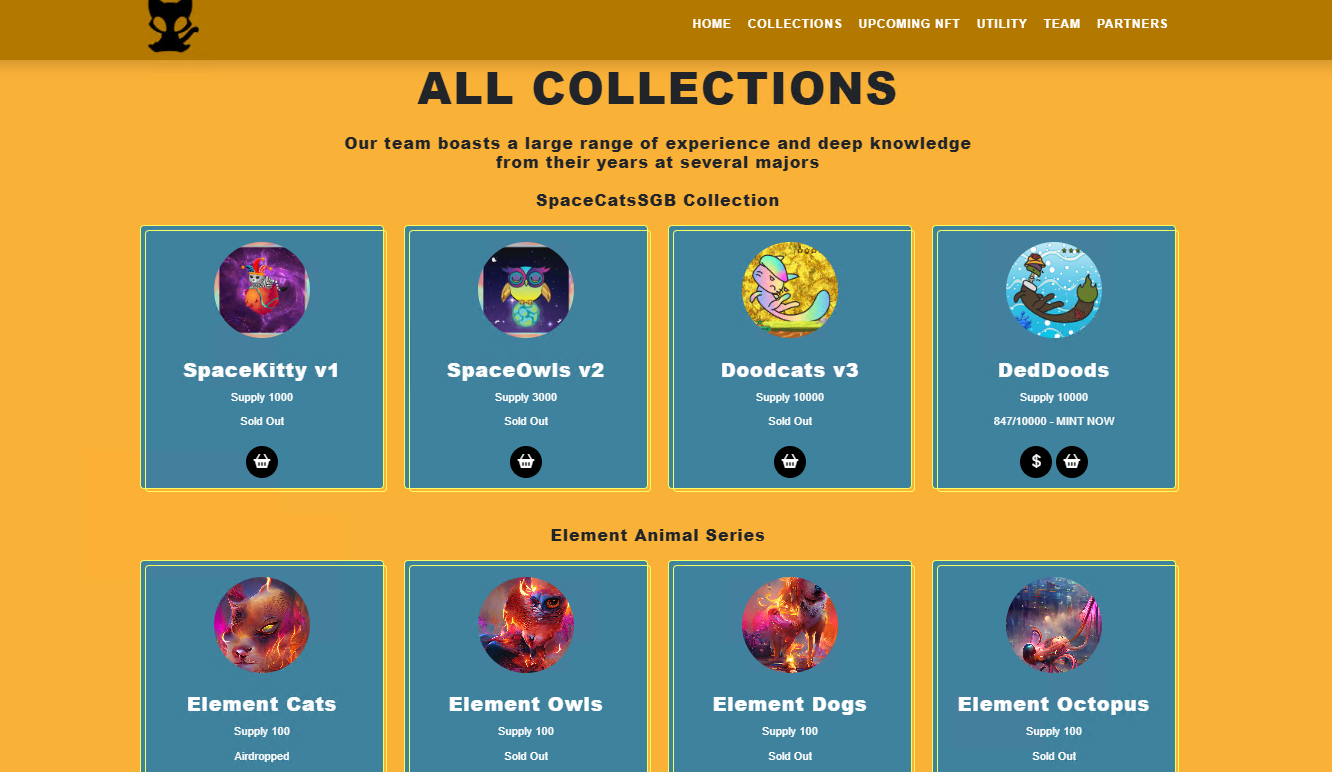 HOME COLLECTIONS UPCOMING NFT UTILITY TEAM PARTNERS
ALL COLLECTIONS
Our team boasts a large range of experience and deep knowledge
from their years at several majors
SpaceCatsSGB Collection
SpaceKitty v1
Supply 1000
Sold Out
SpaceOwls v2
Supply 3000
Sold Out
Doodcats v3
Supply 10000
Sold Out
DedDoods
Supply 10000
847/10000 - MINT NOW
$
Element Animal Series
Element Cats
Supply 100
Airdropped
Element Owls
Supply 100
Sold Out
Element Dogs
Supply 100
Sold Out
Element Octopus
Supply 100
Sold Out